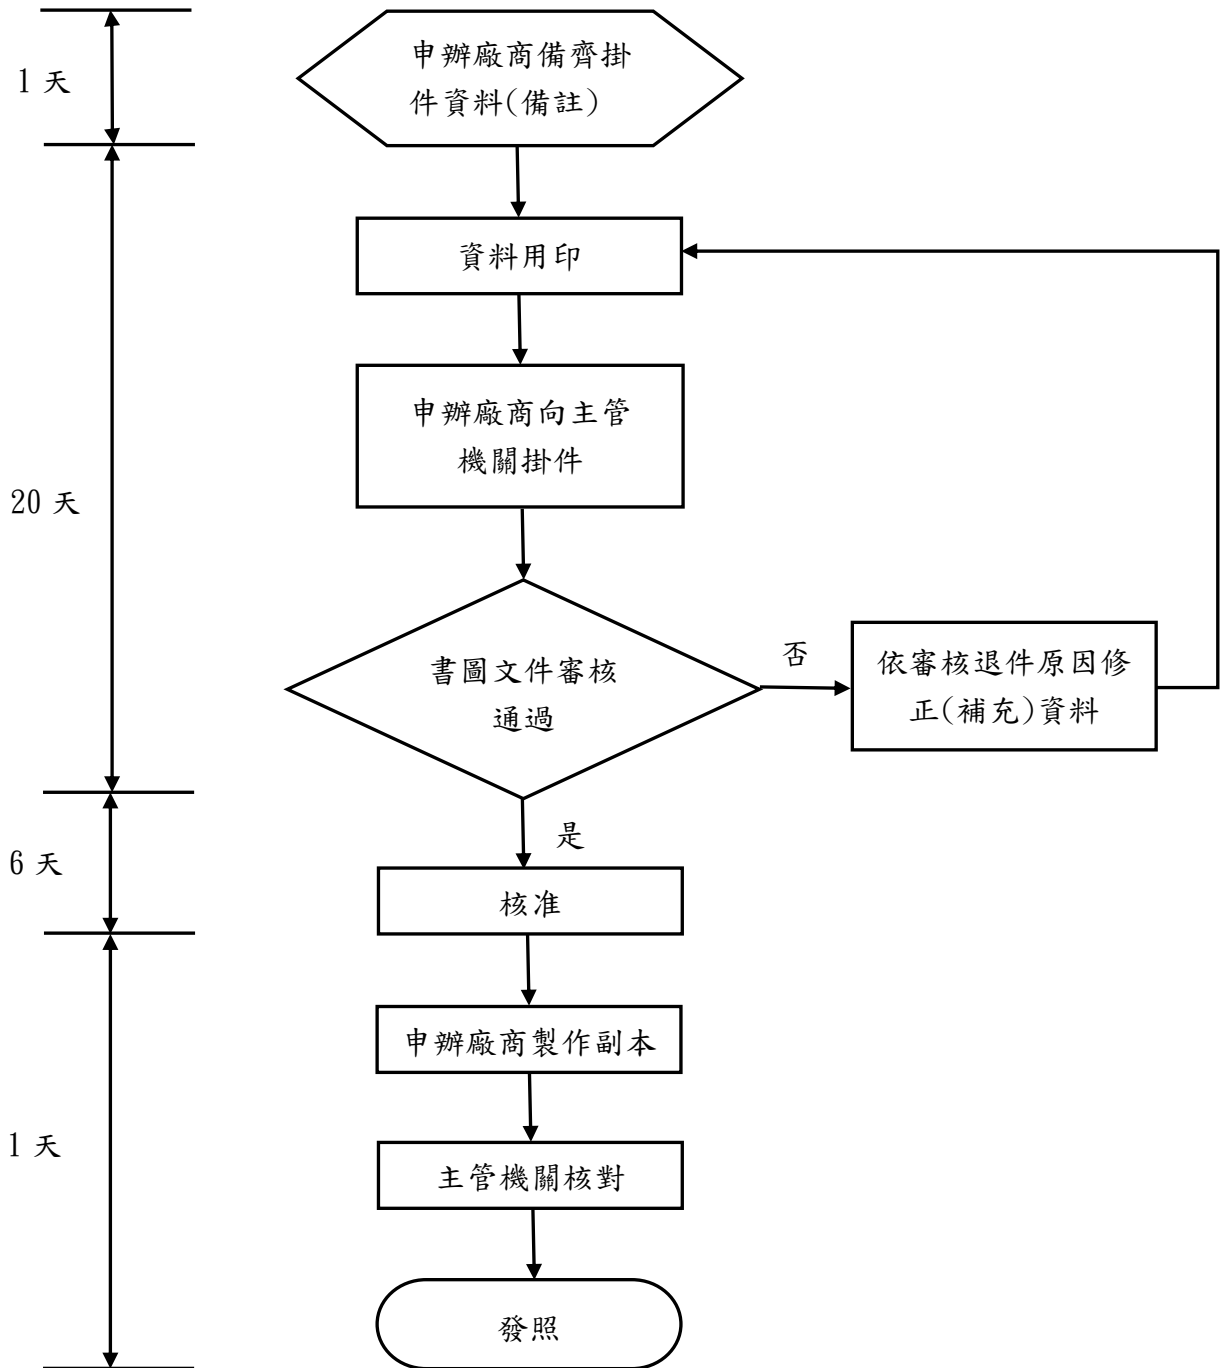 申辦廠商備齊掛
件資料(備註)
1 天
資料用印
申辦廠商向主管
機關掛件
20 天
書圖文件審核
通過
否
依審核退件原因修
正(補充)資料
是
6 天
核准
申辦廠商製作副本
1 天
主管機關核對
發照